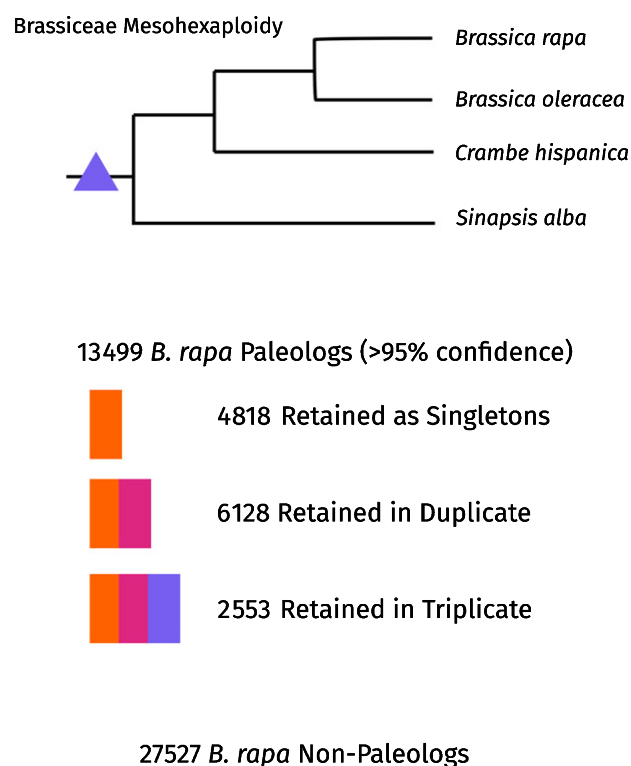 Brassiceae Mesohexaploidy
Brassica rapa
Brassica oleracea
Crambe hispanica
Sinapsis alba
13499 B. rapa Paleologs (>95% confidence)
4818 Retained as Singletons
6128 Retained in Duplicate
2553 Retained in Triplicate
27527 B. rapa Non-Paleologs